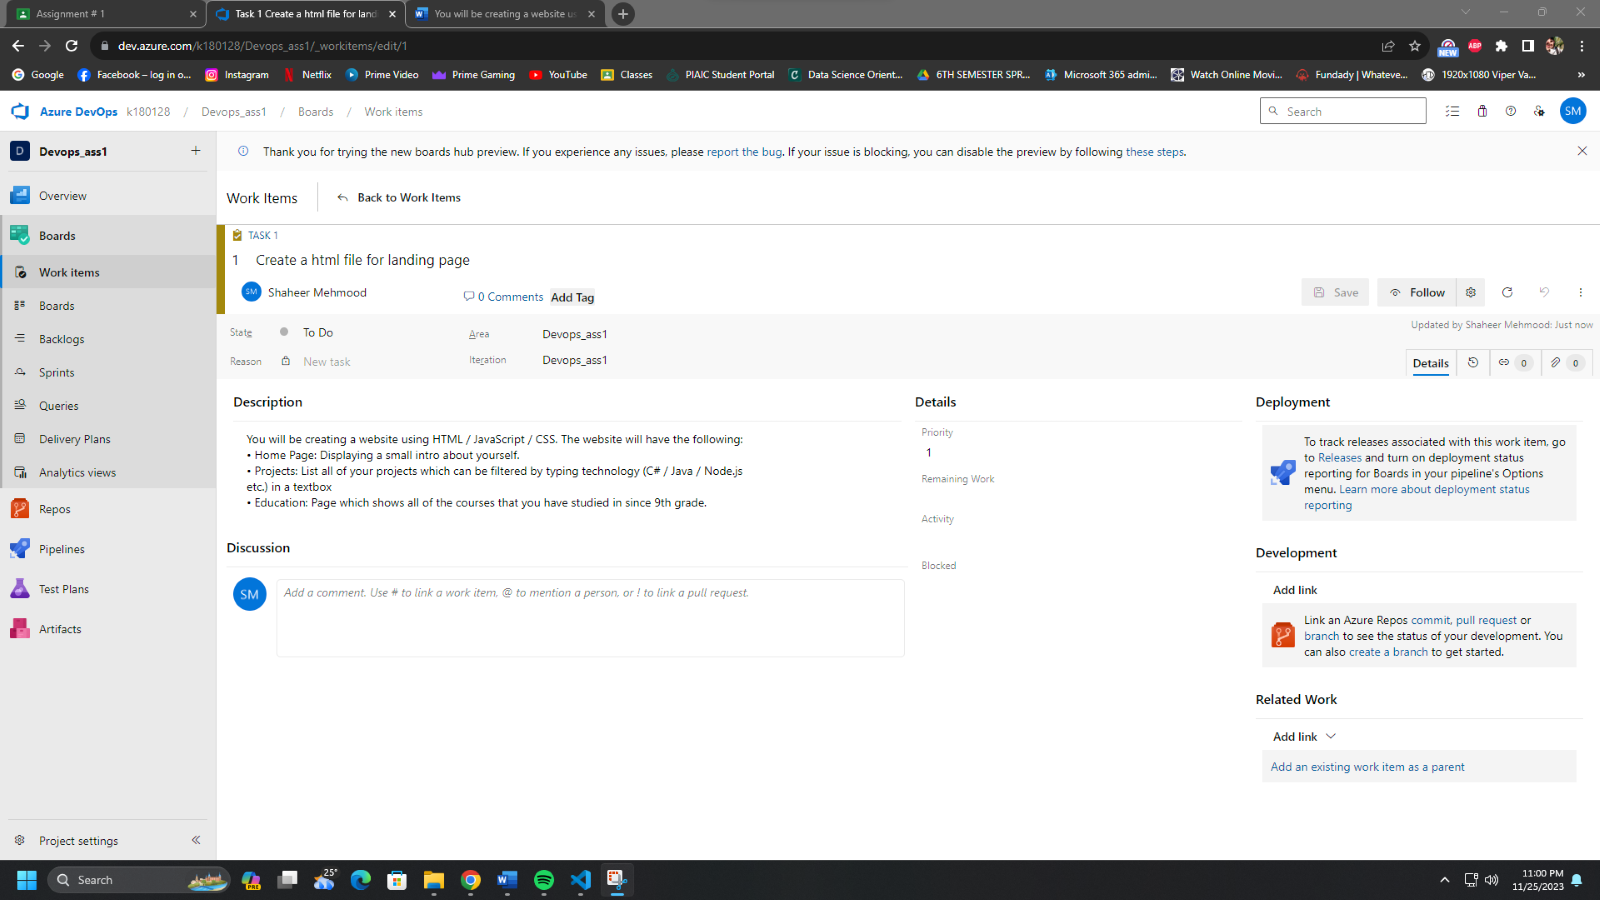 Assignment # 1
Task 1 Create a html file for land
You will be creating a website u
dev.azure.com/k180128/Devops_ass1/_workitems/edit/1
NEW
ABP
Google
Facebook – log in o...
Instagram
Netflix
Prime Video
Prime Gaming
YouTube
Classes
PIAIC Student Portal
Data Science Orient...
6TH SEMESTER SPR...
Microsoft 365 admi...
Watch Online Movi...
Fundady | Whateve...
1920x1080 Viper Va...
Azure DevOps k180128 / Devops_ass1 / Boards / Work items
Search
SM
D Devops_ass1
Thank you for trying the new boards hub preview. If you experience any issues, please report the bug. If your issue is blocking, you can disable the preview by following these steps.
Overview
Boards
Work items
Boards
Backlogs
Sprints
Queries
Delivery Plans
Analytics views
Repos
Pipelines
Test Plans
Artifacts
Project settings
Work Items
Back to Work Items
TASK 1
1 Create a html file for landing page
SM Shaheer Mehmood
0 Comments
Add Tag
Save
Follow
State To Do
Area Devops_ass1
Updated by Shaheer Mehmood: Just now
Reason New task
Iteration Devops_ass1
Details
0
0
Description
You will be creating a website using HTML / JavaScript / CSS. The website will have the following:
• Home Page: Displaying a small intro about yourself.
• Projects: List all of your projects which can be filtered by typing technology (C# / Java / Node.js
etc.) in a textbox
• Education: Page which shows all of the courses that you have studied in since 9th grade.
Discussion
SM
Add a comment. Use # to link a work item, @ to mention a person, or ! to link a pull request.
Details
Priority
1
Remaining Work
Activity
Blocked
Deployment
To track releases associated with this work item, go
to Releases and turn on deployment status
reporting for Boards in your pipeline's Options
menu. Learn more about deployment status
reporting
Development
Add link
Link an Azure Repos commit, pull request or
branch to see the status of your development. You
can also create a branch to get started.
Related Work
Add link
Add an existing work item as a parent
Search
PRE
25°
11:00 PM
11/25/2023